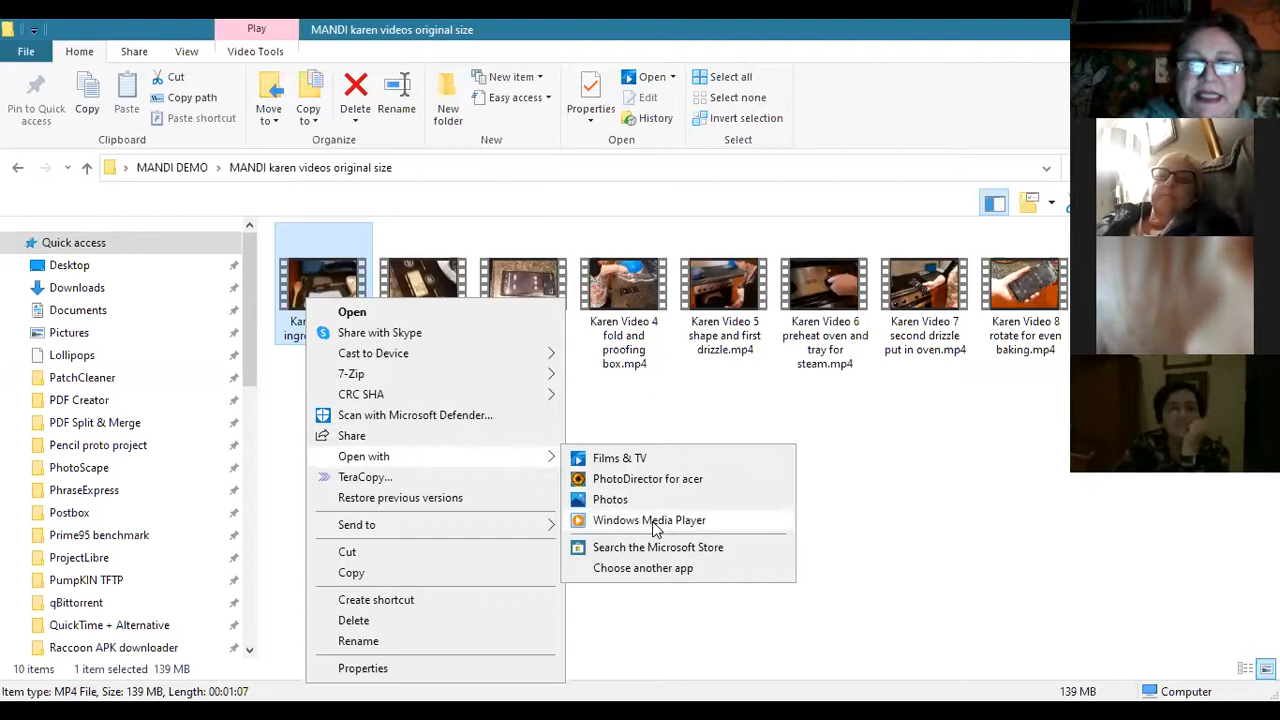 Play
MANDI karen videos original size
File
Home
Share
View
Video Tools
Pin to Quick
access
Copy
Paste
Cut
Copy path
Paste shortcut
Clipboard
Move
to
Copy
to
Delete
Rename
Organize
New
folder
New item
Easy access
New
Properties
Open
Edit
History
Open
Select all
Select none
Invert selection
Select
MANDI DEMO
MANDI karen videos original size
Quick access
Desktop
Downloads
Documents
Pictures
Lollipops
PatchCleaner
PDF Creator
PDF Split & Merge
Pencil proto project
PhotoScape
PhraseExpress
Postbox
Prime95 benchmark
ProjectLibre
PumpKIN TFTP
qBittorrent
QuickTime + Alternative
Raccoon APK downloader
Karen Video 4
fold and
proofing
box.mp4
Karen Video 5
shape and first
drizzle.mp4
Karen Video 6
preheat oven and
tray for
steam.mp4
Karen Video 7
second drizzle
put in oven.mp4
Karen Video 8
rotate for even
baking.mp4
Open
Share with Skype
Cast to Device
7-Zip
CRC SHA
Scan with Microsoft Defender...
Share
Open with
TeraCopy...
Restore previous versions
Send to
Cut
Copy
Create shortcut
Delete
Rename
Properties
Films & TV
PhotoDirector for acer
Photos
Windows Media Player
Search the Microsoft Store
Choose another app
10 items
1 item selected
139 MB
Item type: MP4 File, Size: 139 MB, Length: 00:01:07
139 MB
Computer